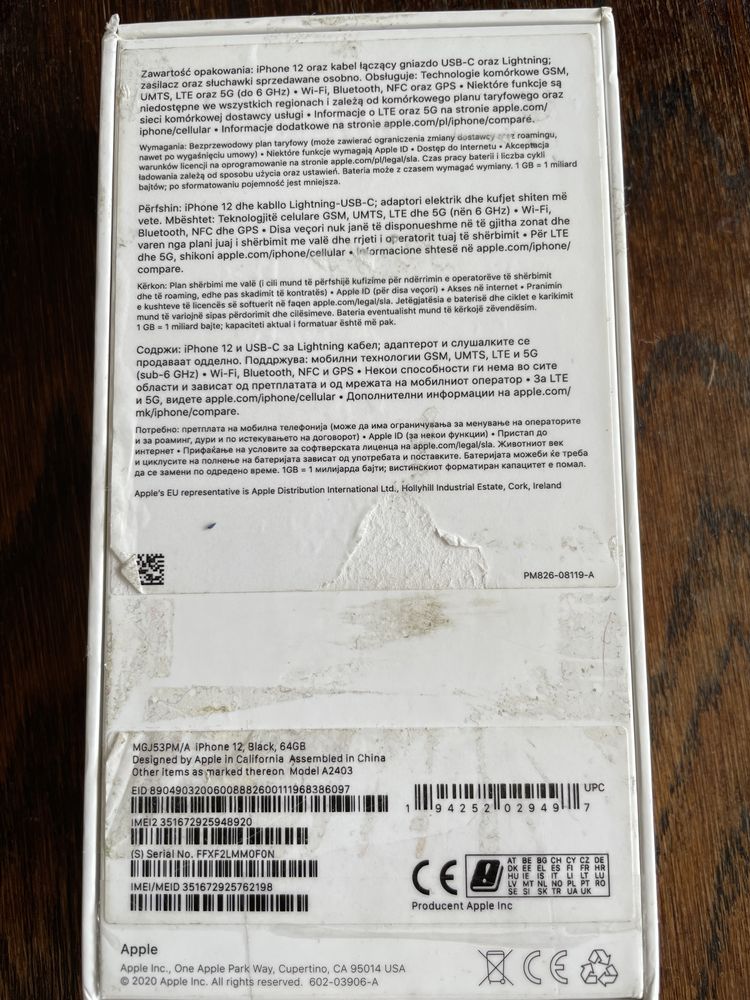 Zawartość opakowania: iPhone 12 oraz kabel łączący gniazdo USB-C oraz Lightning;
zasilacz oraz słuchawki sprzedawane osobno. Obsługuje: Technologie komórkowe GSM,
UMTS, LTE oraz 5G (do 6 GHz) • Wi-Fi, Bluetooth, NFC oraz GPS • Niektóre funkcje są
niedostępne we wszystkich regionach i zależą od komórkowego planu taryfowego oraz
sieci komórkowej dostawcy usługi • Informacje o LTE oraz 5G na stronie apple.com/
iphone/cellular • Informacje dodatkowe na stronie apple.com/pl/iphone/compare.
Wymagania: Bezprzewodowy plan taryfowy (może zawierać ograniczenia zmiany dostawcy oraz roamingu,
nawet po wygaśnięciu umowy) • Niektóre funkcje wymagają Apple ID • Dostęp do Internetu • Akceptacja
warunków licencji na oprogramowanie na stronie apple.com/pl/legal/sla. Czas pracy baterii i liczba cykli
ładowania zależą od sposobu użycia oraz ustawień. Bateria może z czasem wymagać wymiany. 1 GB = 1 miliard
bajtów; po sformatowaniu pojemność jest mniejsza.
Përfshin: iPhone 12 dhe kabllo Lightning-USB-C; adaptori elektrik dhe kufjet shiten më
vete. Mbështet: Teknologjitë celulare GSM, UMTS, LTE dhe 5G (nën 6 GHz) • Wi-Fi,
Bluetooth, NFC dhe GPS • Disa veçori nuk janë të disponueshme në të gjitha zonat dhe
varen nga plani juaj i shërbimit me valë dhe rrjeti i operatorit tuaj të shërbimit • Për LTE
dhe 5G, shikoni apple.com/iphone/cellular • Informacione shtesë në apple.com/iphone/
compare.
Kërkon: Plan shërbimi me valë (i cili mund të përfshijë kufizime për ndërrimin e operatorëve të shërbimit
dhe të roaming, edhe pas skadimit të kontratës) • Apple ID (për disa veçori) • Akses në internet • Pranimin
e kushteve të licencës së softuerit në faqen apple.com/legal/sla. Jetëgjatësia e baterisë dhe ciklet e karikimit
mund të variojnë sipas përdorimit dhe cilësimeve. Bateria eventualisht mund të kërkojë zëvendësim.
1 GB = 1 miliard bajte; kapaciteti aktual i formatuar është më pak.
Содржи: iPhone 12 и USB-C за Lightning кабел; адаптерот и слушалките се
продаваат одделно. Поддржува: мобилни технологии GSM, UMTS, LTE и 5G
(sub-6 GHz) • Wi-Fi, Bluetooth, NFC и GPS • Некои способности ги нема во сите
области и зависат од претплатата и од мрежата на мобилниот оператор • За LTE
и 5G, видете apple.com/iphone/cellular • Дополнителни информации на apple.com/
mk/iphone/compare.
Потребно: претплата на мобилна телефонија (може да има ограничувања за менување на операторите
и за роаминг, дури и по истекувањето на договорот) • Apple ID (за некои функции) • Пристап до
интернет • Прифаќање на условите за софтверската лиценца на apple.com/legal/sla. Животниот век
и циклусите на полнење на батеријата зависат од употребата и поставките. Батеријата можеби ќе треба
да се замени по одредено време. 1GB = 1 милијарда бајти; вистинскиот форматиран капацитет е помал.
Apple's EU representative is Apple Distribution International Ltd., Hollyhill Industrial Estate, Cork, Ireland
PM826-08119-A
MGJ53PM/A iPhone 12, Black, 64GB
Designed by Apple in California Assembled in China
Other items as marked thereon Model A2403
EID 89049032006008882600111968386097
UPC
1 94252 02949 7
IMEI2 351672925948920
(S) Serial No. FFXF2LMM0F0N
IMEI/MEID 351672925762198
CE
AT BE BG CH CY CZ DE
DK EE EL ES FI FR HR
HU IE IS IT LI LT LU
LV MT NL NO PL PT RO
SE SI SK TR UA UK
Producent Apple Inc
Apple
Apple Inc., One Apple Park Way, Cupertino, CA 95014 USA
© 2020 Apple Inc. All rights reserved. 602-03906-A
CE